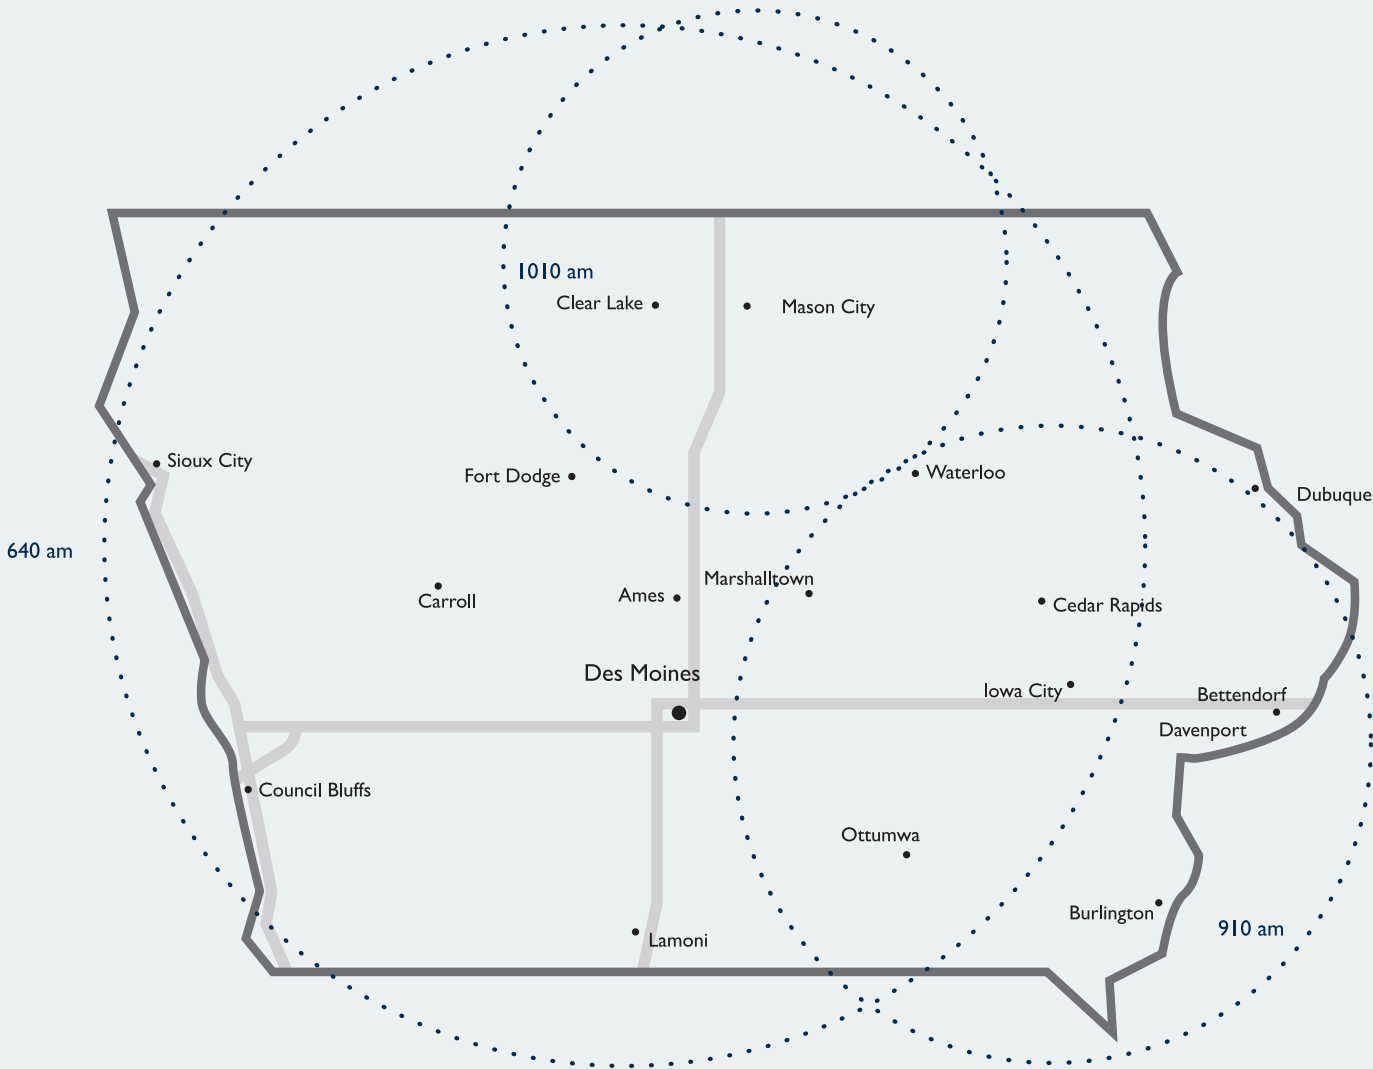 1010 am
Clear Lake
Mason City
Sioux City
Fort Dodge
Waterloo
Dubuque
640 am
Marshalltown
Ames
Carroll
Cedar Rapids
Des Moines
Iowa City
Bettendorf
Davenport
Council Bluffs
Ottumwa
Burlington
910 am
Lamoni